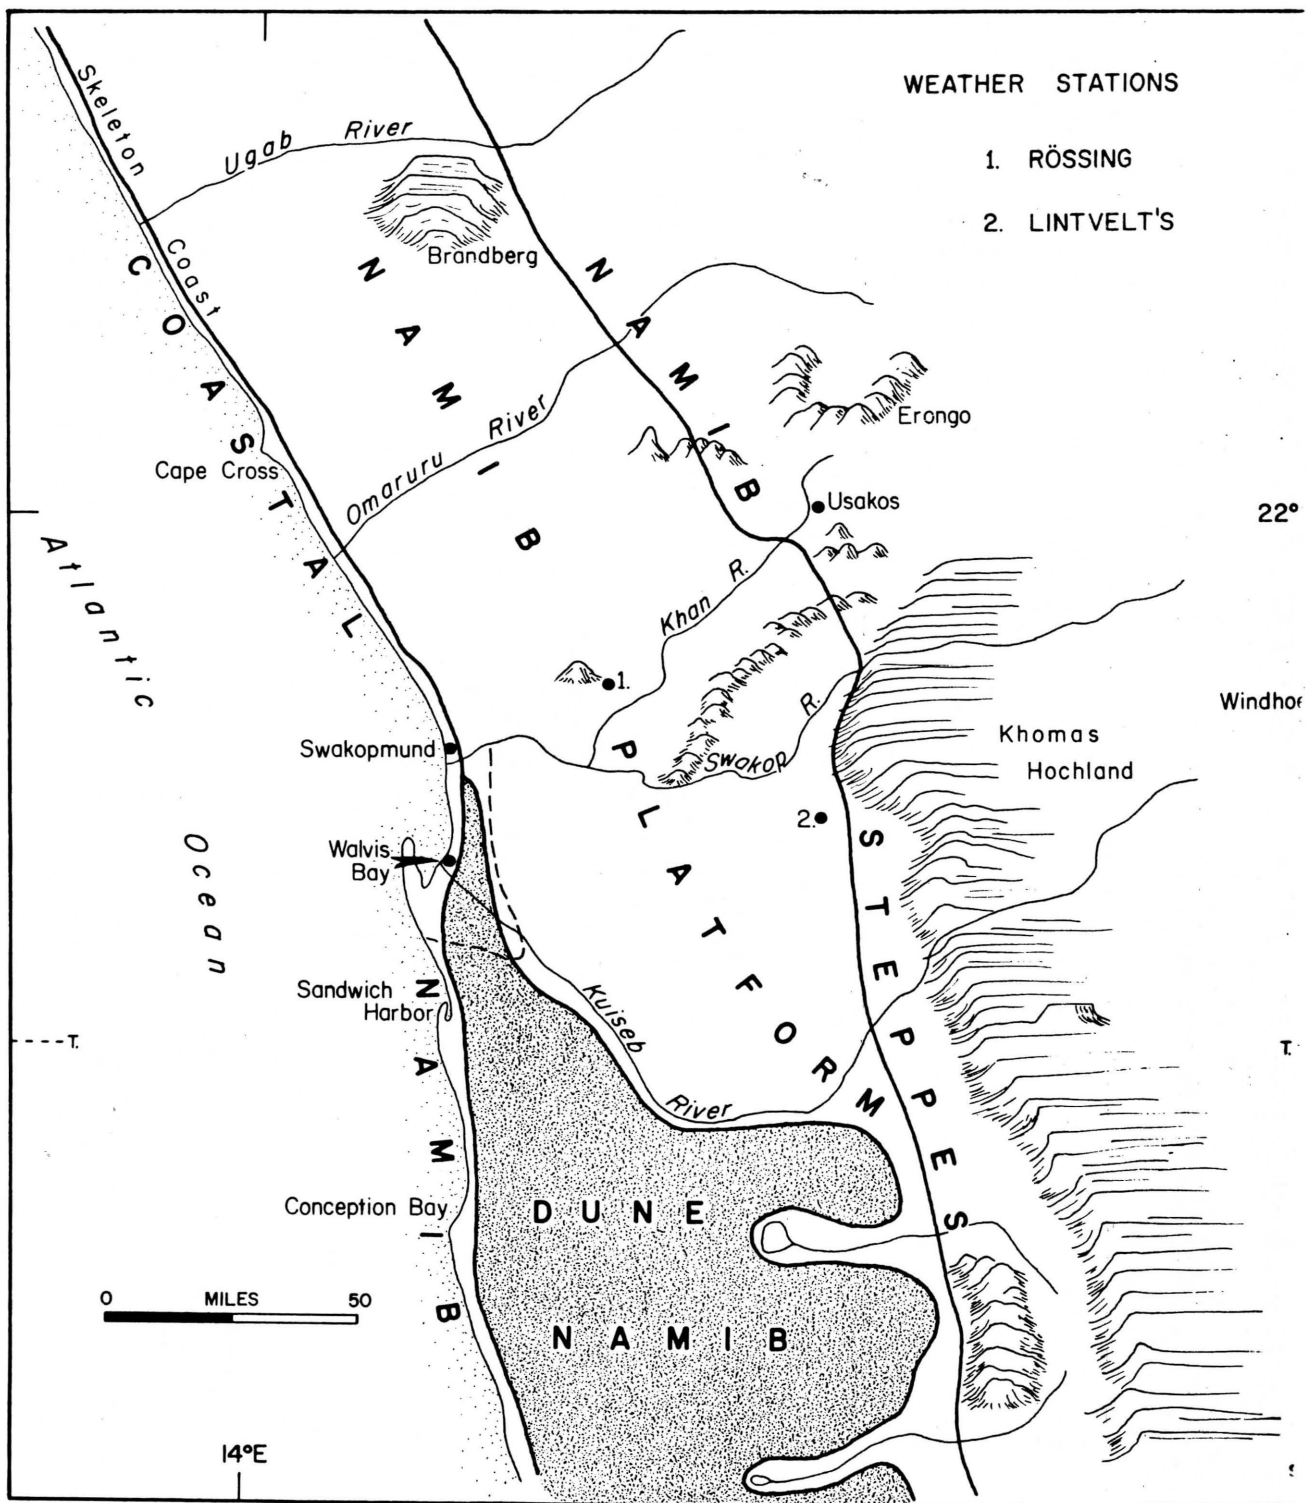 WEATHER STATIONS
1. RÖSSING
2. LINTVELT'S
Skeleton Coast
Ugab River
Brandberg
COASTAL NAMIB
NAMIB PLATFORM
NAMIB STEPPES
Erongo
Omaruru River
Cape Cross
Usakos
22°
Atlantic Ocean
Khan R.
1.
Swakop R.
Swakopmund
Khomas
Hochland
2.
Walvis
Bay
Sandwich
Harbor
Kuiseb River
T.
T.
Conception Bay
DUNE
NAMIB
0 MILES 50
14°E